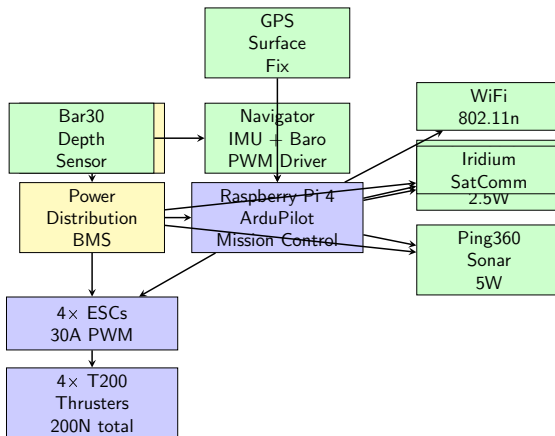 GPS
Surface
Fix
Bar30
Depth
Sensor
Navigator
IMU + Baro
PWM Driver
WiFi
802.11n
Iridium
SatComm
2.5W
Power
Distribution
BMS
Raspberry Pi 4
ArduPilot
Mission Control
Ping360
Sonar
5W
4× ESCs
30A PWM
4× T200
Thrusters
200N total